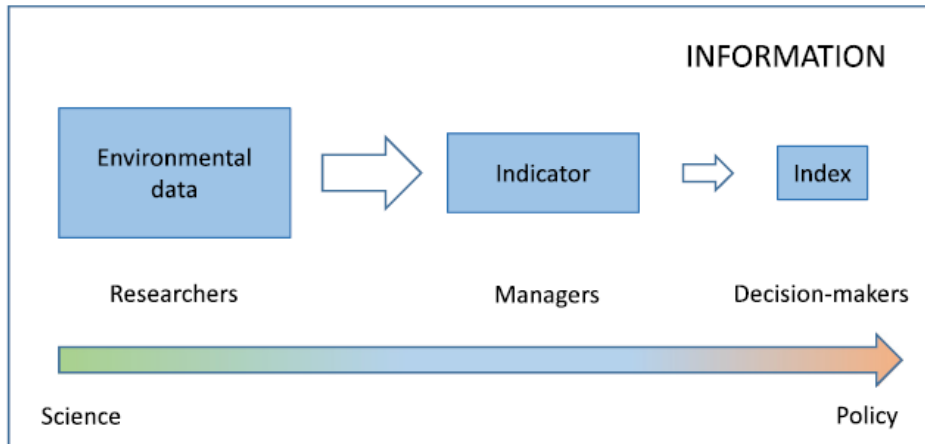 INFORMATION
Environmental
data
Indicator
Index
Researchers
Managers
Decision-makers
Science
Policy